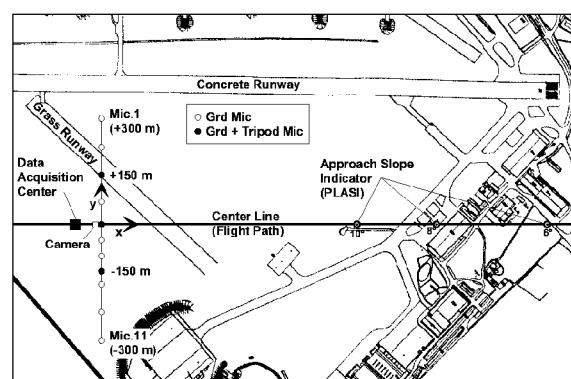 Concrete Runway
Mic.1
(+300 m)
Grass Runway
Grd Mic
Grd + Tripod Mic
Data
Acquisition
Center
+150 m
Approach Slope
Indicator
(PLASI)
y
x
Center Line
(Flight Path)
Camera
10°
8°
6°
-150 m
Mic.11
(-300 m)